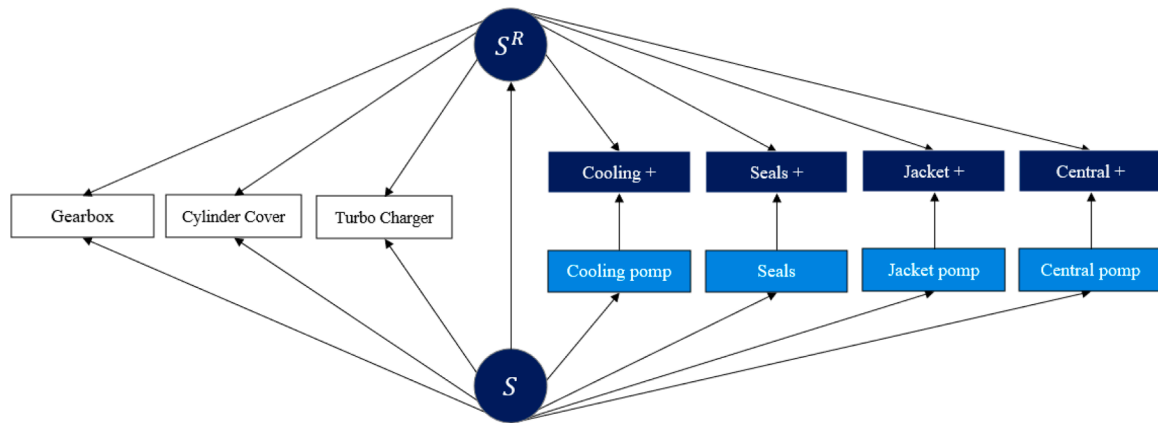 S^R
Cooling +
Seals +
Jacket +
Central +
Gearbox
Cylinder Cover
Turbo Charger
Cooling pomp
Seals
Jacket pomp
Central pomp
S